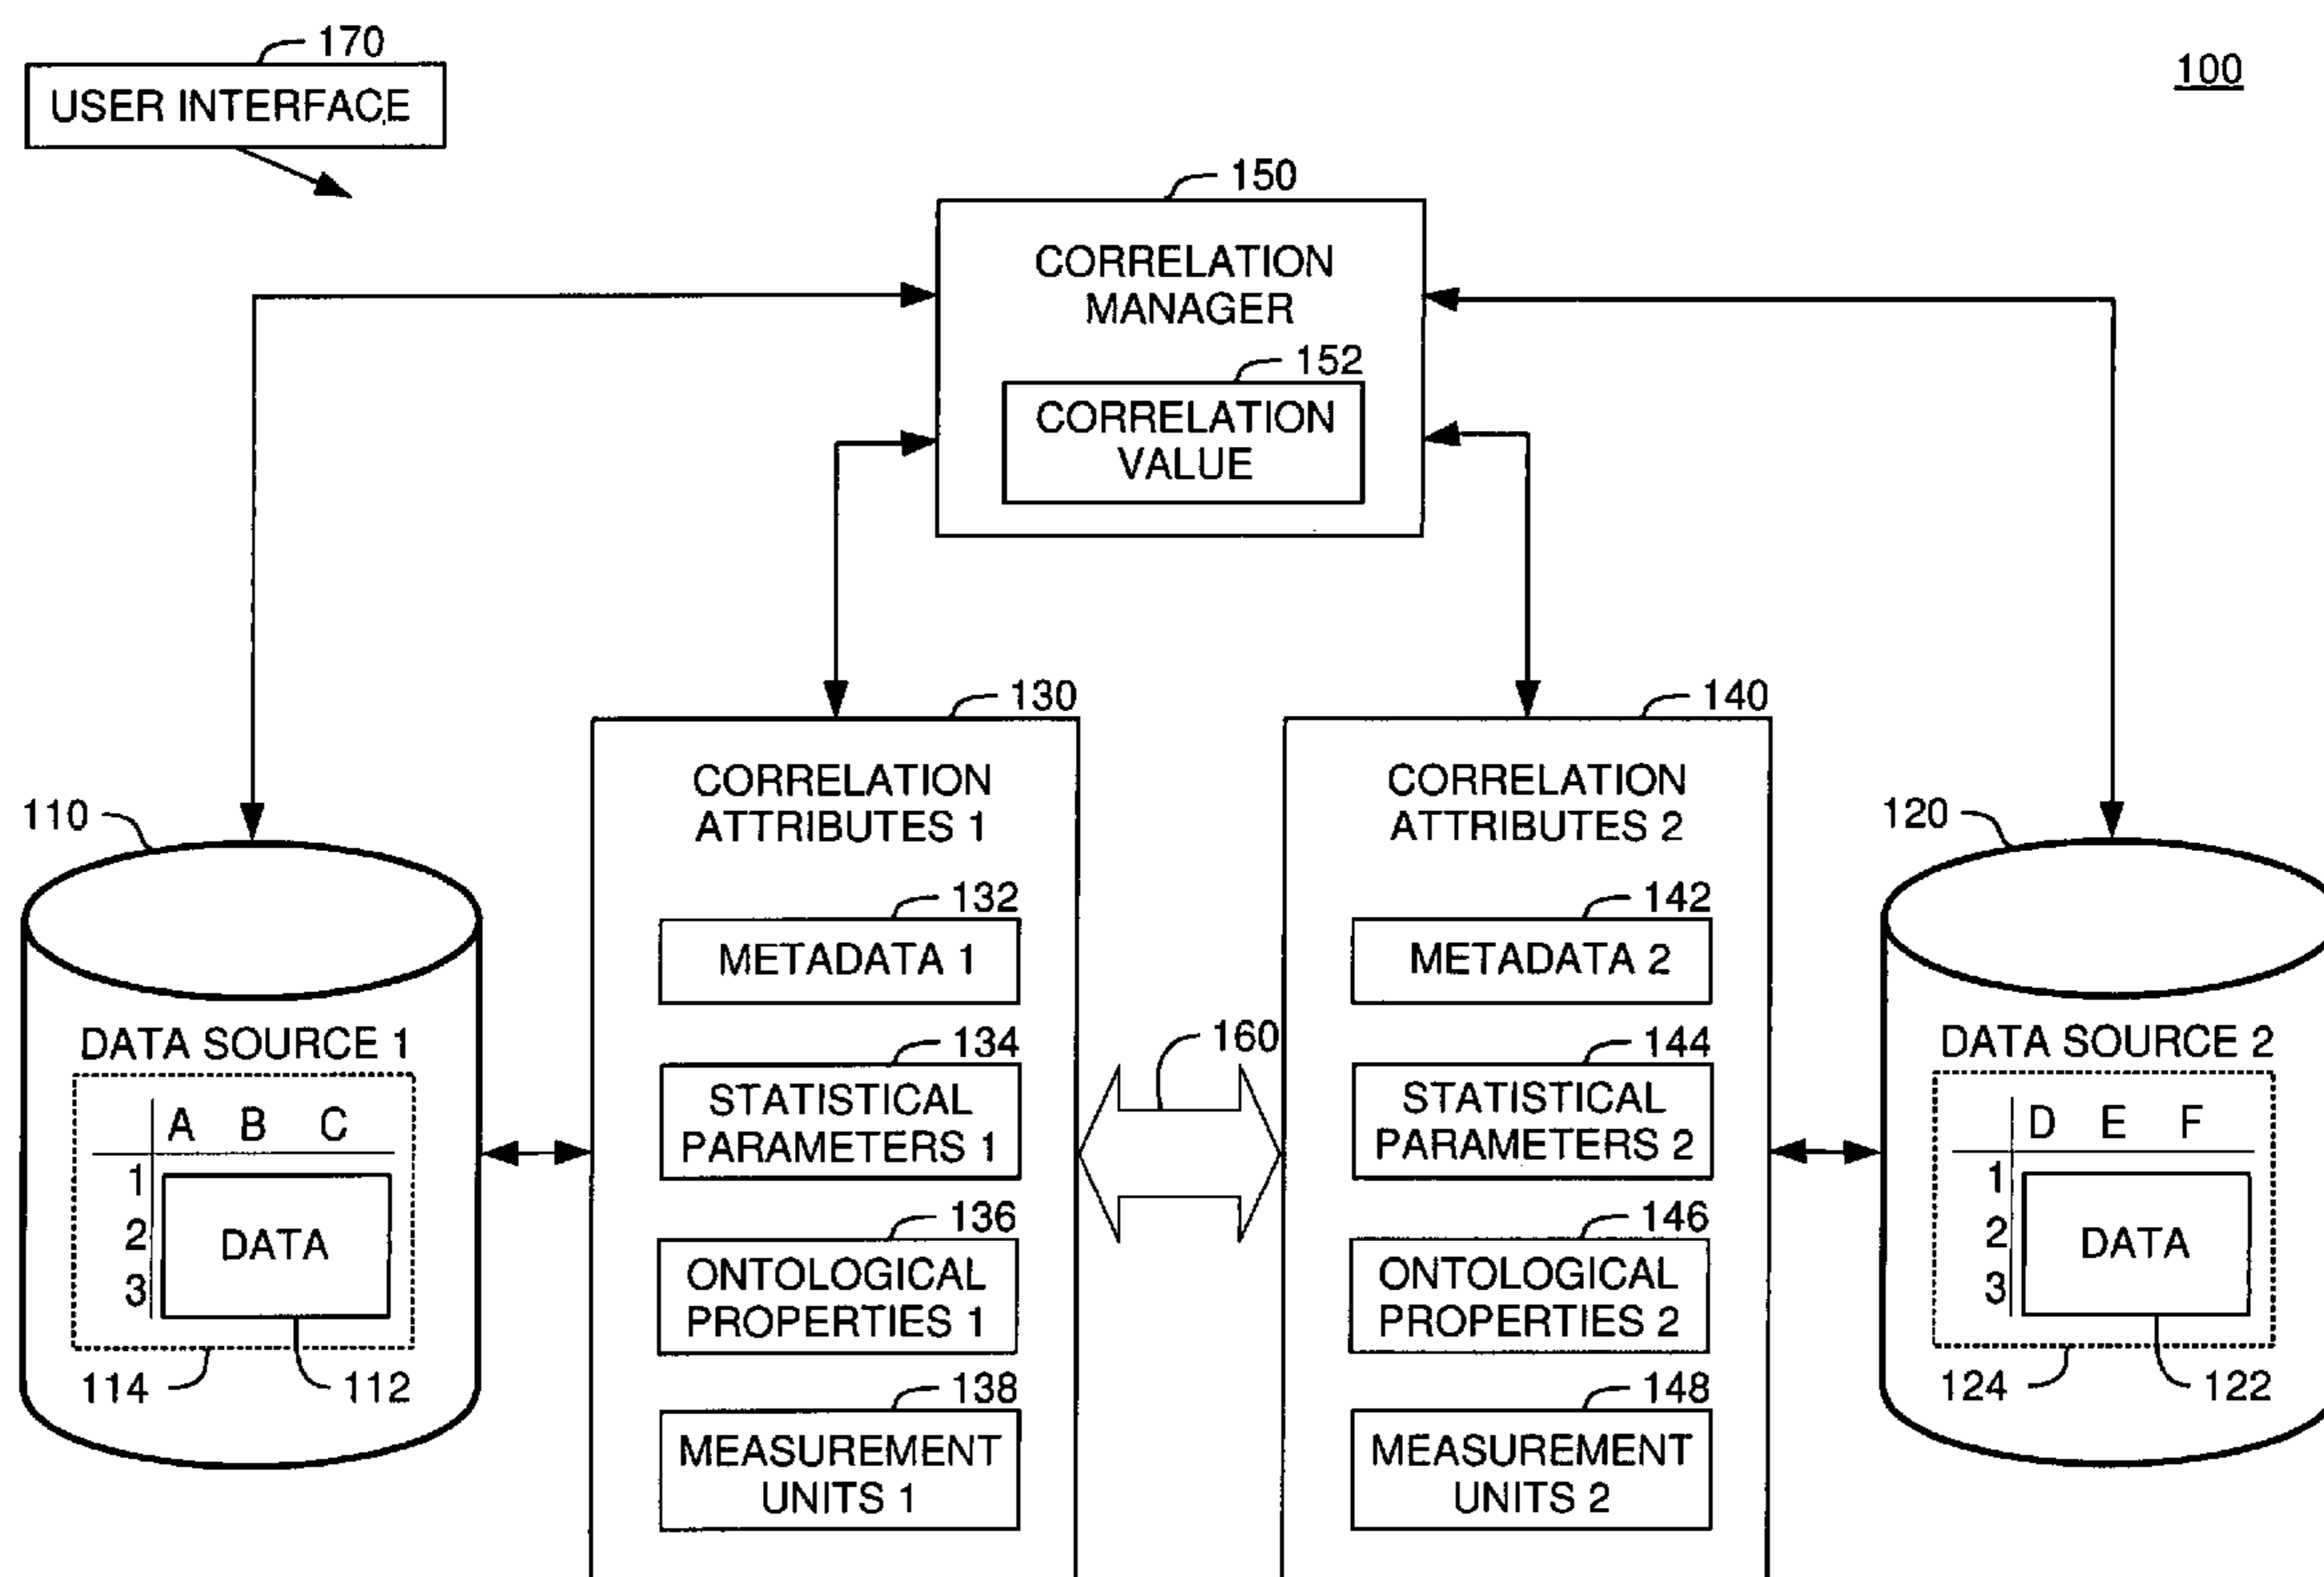 170
USER INTERFACE
100
150
CORRELATION
MANAGER
152
CORRELATION
VALUE
130
CORRELATION
ATTRIBUTES 1
132
METADATA 1
134
STATISTICAL
PARAMETERS 1
136
ONTOLOGICAL
PROPERTIES 1
138
MEASUREMENT
UNITS 1
140
CORRELATION
ATTRIBUTES 2
142
METADATA 2
144
STATISTICAL
PARAMETERS 2
146
ONTOLOGICAL
PROPERTIES 2
148
MEASUREMENT
UNITS 2
160
110
DATA SOURCE 1
A B C
1
2
3
DATA
114
112
120
DATA SOURCE 2
D E F
1
2
3
DATA
124
122